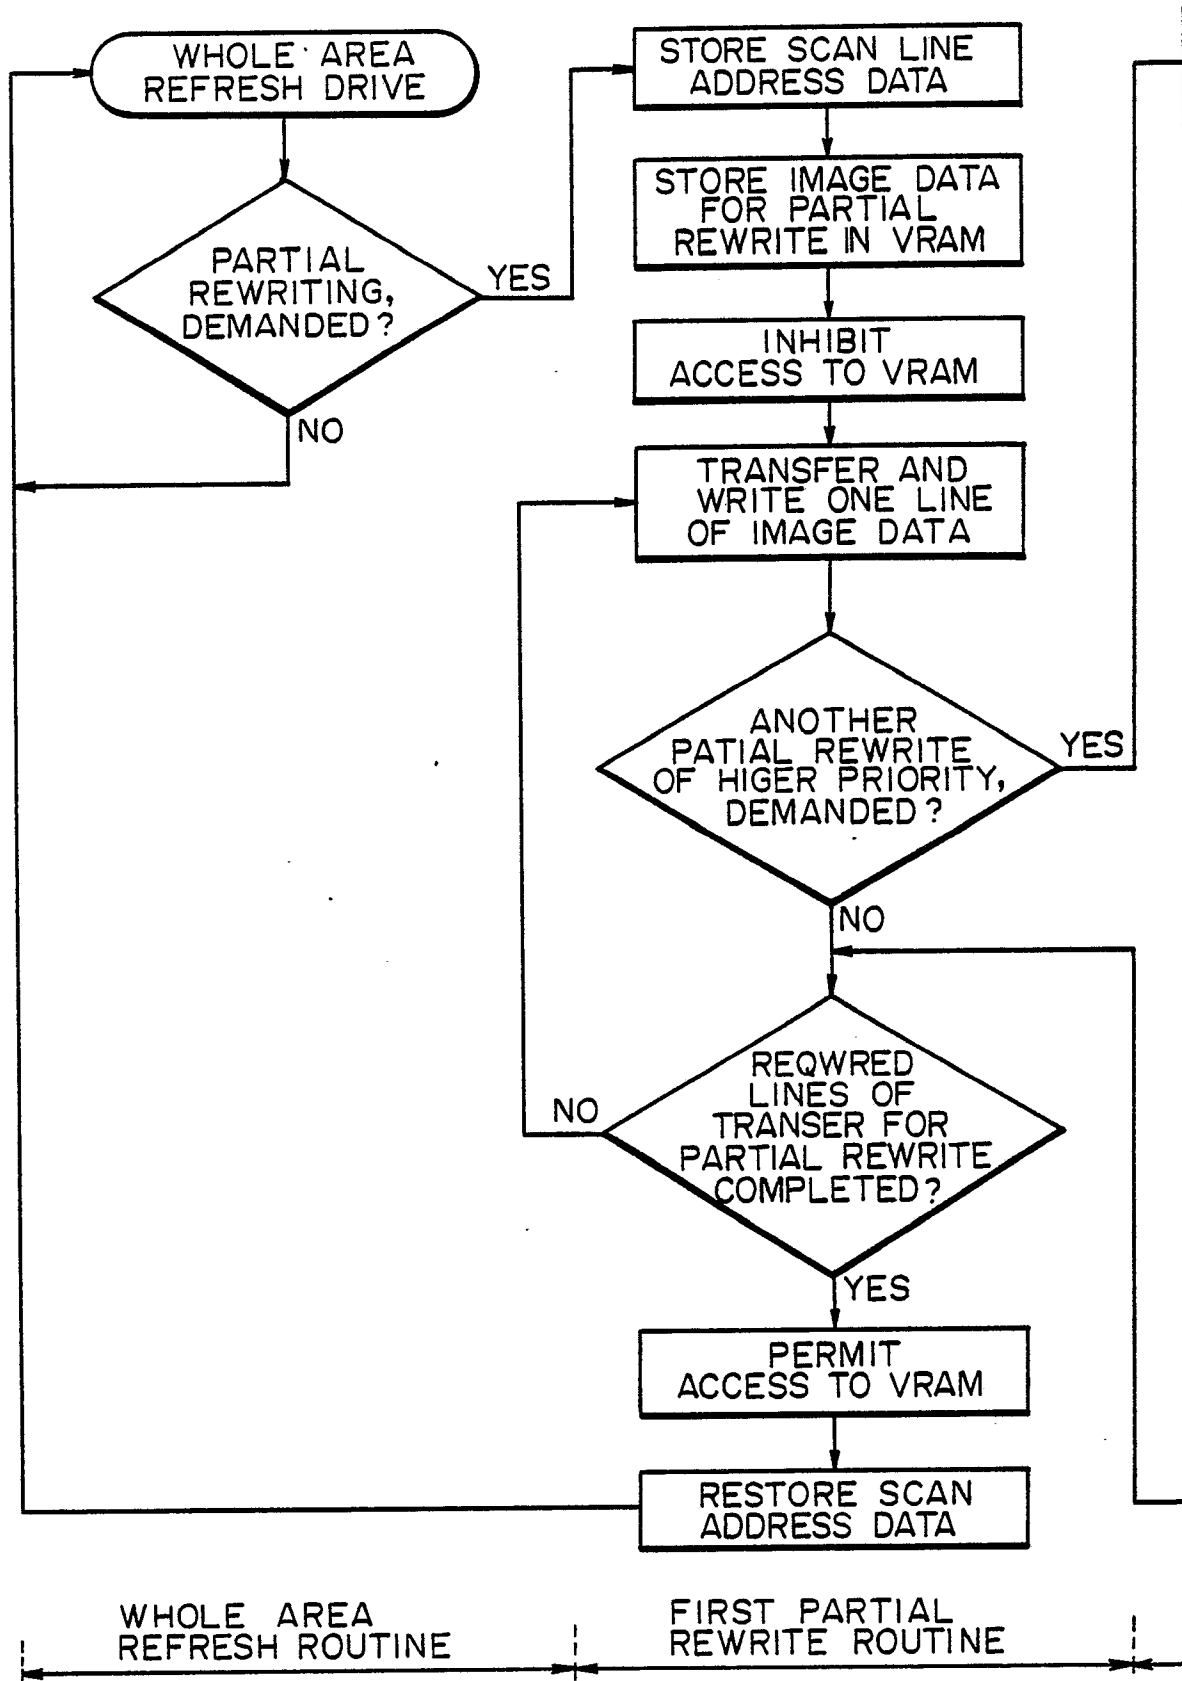 WHOLE AREA
REFRESH DRIVE
PARTIAL
REWRITING,
DEMANDED?
YES
NO
STORE SCAN LINE
ADDRESS DATA
STORE IMAGE DATA
FOR PARTIAL
REWRITE IN VRAM
INHIBIT
ACCESS TO VRAM
TRANSFER AND
WRITE ONE LINE
OF IMAGE DATA
ANOTHER
PATIAL REWRITE
OF HIGER PRIORITY,
DEMANDED?
YES
NO
REQWRED
LINES OF
TRANSER FOR
PARTIAL REWRITE
COMPLETED?
NO
YES
PERMIT
ACCESS TO VRAM
RESTORE SCAN
ADDRESS DATA
WHOLE AREA
REFRESH ROUTINE
FIRST PARTIAL
REWRITE ROUTINE